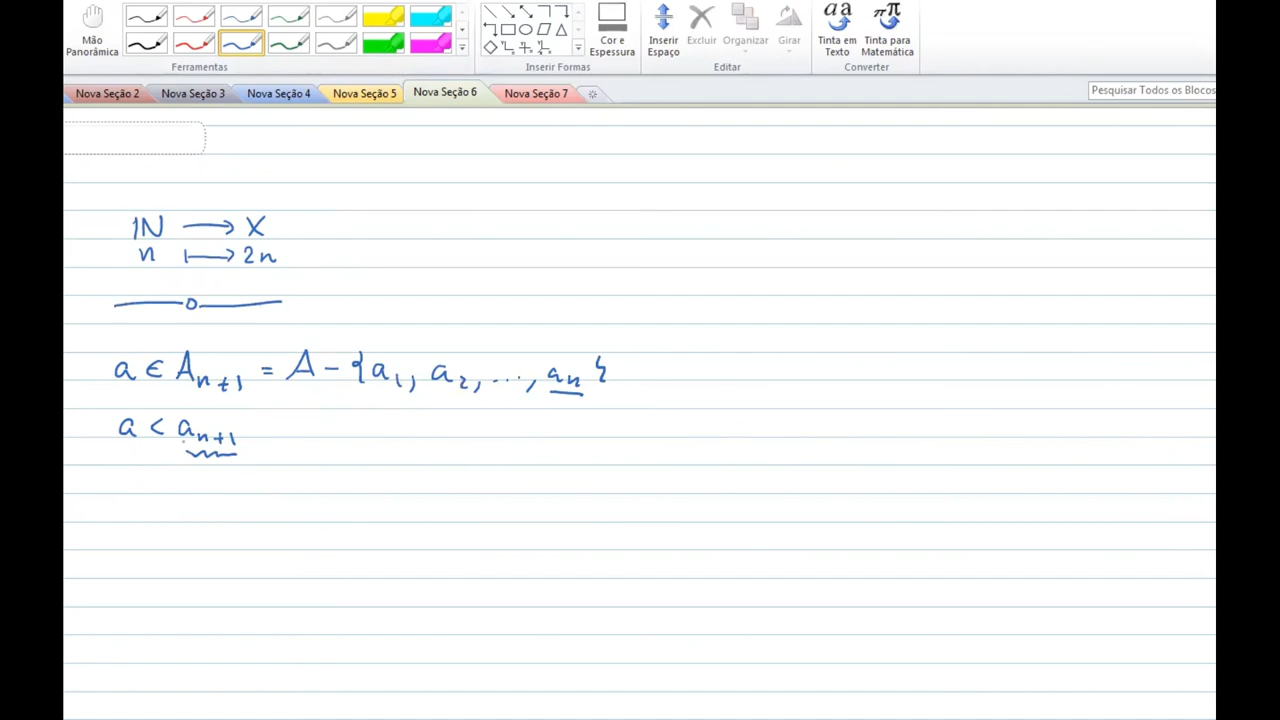 Mão Panorâmica
Ferramentas
Inserir Formas
Cor e Espessura
Inserir Espaço
Excluir
Organizar
Girar
Editar
aa Tinta em Texto
πη Tinta para Matemática
Converter
Nova Seção 2 Nova Seção 3 Nova Seção 4 Nova Seção 5 Nova Seção 6 Nova Seção 7 Pesquisar Todos os Blocos
ℕ ⟶ X
n ⟼ 2n
a ∈ Aₙ₊₁ = A − {a₁, a₂, ..., aₙ}
a < aₙ₊₁